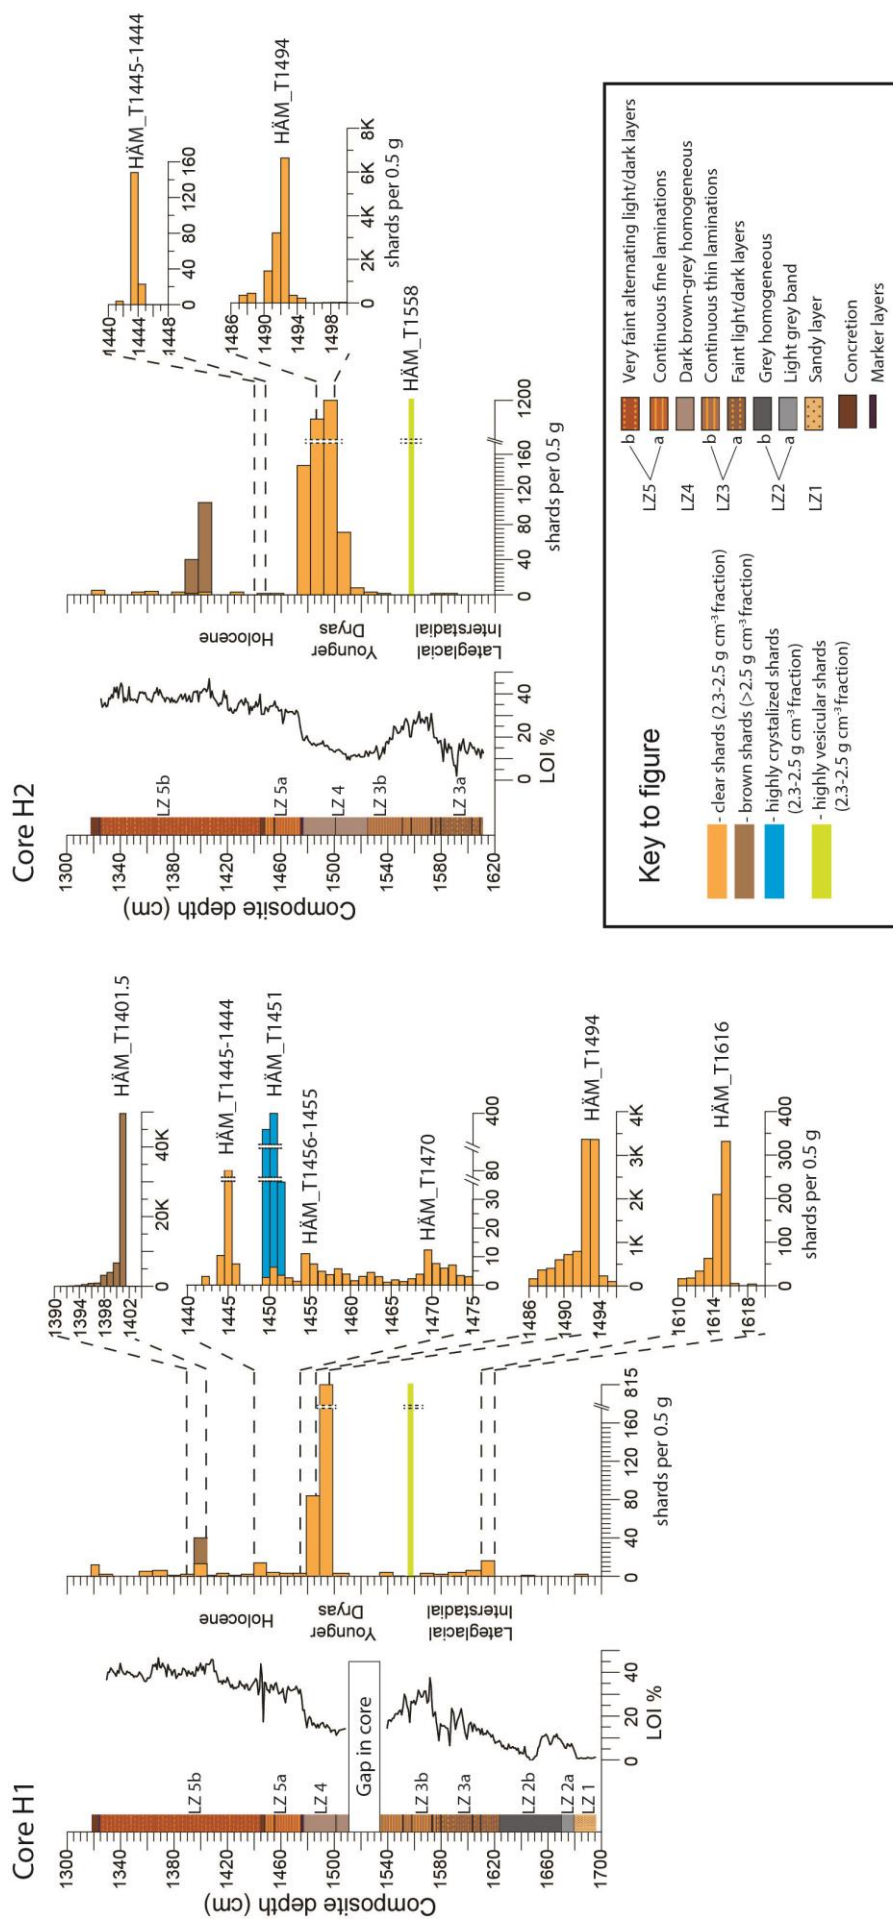 Core H1
Composite depth (cm)
1300
1340
1380
1420
1460
1500
1540
1580
1620
1660
1700
LZ 5b
LZ 5a
LZ 4
Gap in core
LZ 3b
LZ 3a
LZ 2b
LZ 2a
LZ 1
0
20
40
LOI %
Holocene
Younger
Dryas
Lateglacial
Interstadial
0
40
80
120
160
815
shards per 0.5 g
1390
1394
1398
1402
0
20K
40K
HÄM_T1401.5
1440
1445
1450
1455
1460
1465
1470
1475
0
10
20
30
80
400
HÄM_T1445-1444
HÄM_T1451
HÄM_T1456-1455
HÄM_T1470
1486
1490
1494
0
1K
2K
3K
4K
HÄM_T1494
1610
1614
1618
0
100
200
300
400
shards per 0.5 g
HÄM_T1616
Core H2
Composite depth (cm)
1300
1340
1380
1420
1460
1500
1540
1580
1620
LZ 5b
LZ 5a
LZ 4
LZ 3b
LZ 3a
0
20
40
LOI %
Holocene
Younger
Dryas
Lateglacial
Interstadial
0
40
80
120
160
1200
shards per 0.5 g
HÄM_T1558
1440
1444
1448
0
40
80
120
160
HÄM_T1445-1444
1486
1490
1494
1498
0
2K
4K
6K
8K
shards per 0.5 g
HÄM_T1494
Key to figure
- clear shards (2.3-2.5 g cm⁻³ fraction)
- brown shards (>2.5 g cm⁻³ fraction)
- highly crystalized shards
(2.3-2.5 g cm⁻³ fraction)
- highly vesicular shards
(2.3-2.5 g cm⁻³ fraction)
LZ5
b Very faint alternating light/dark layers
a Continuous fine laminations
LZ4 Dark brown-grey homogeneous
LZ3
b Continuous thin laminations
a Faint light/dark layers
LZ2
b Grey homogeneous
a Light grey band
LZ1 Sandy layer
Concretion
Marker layers